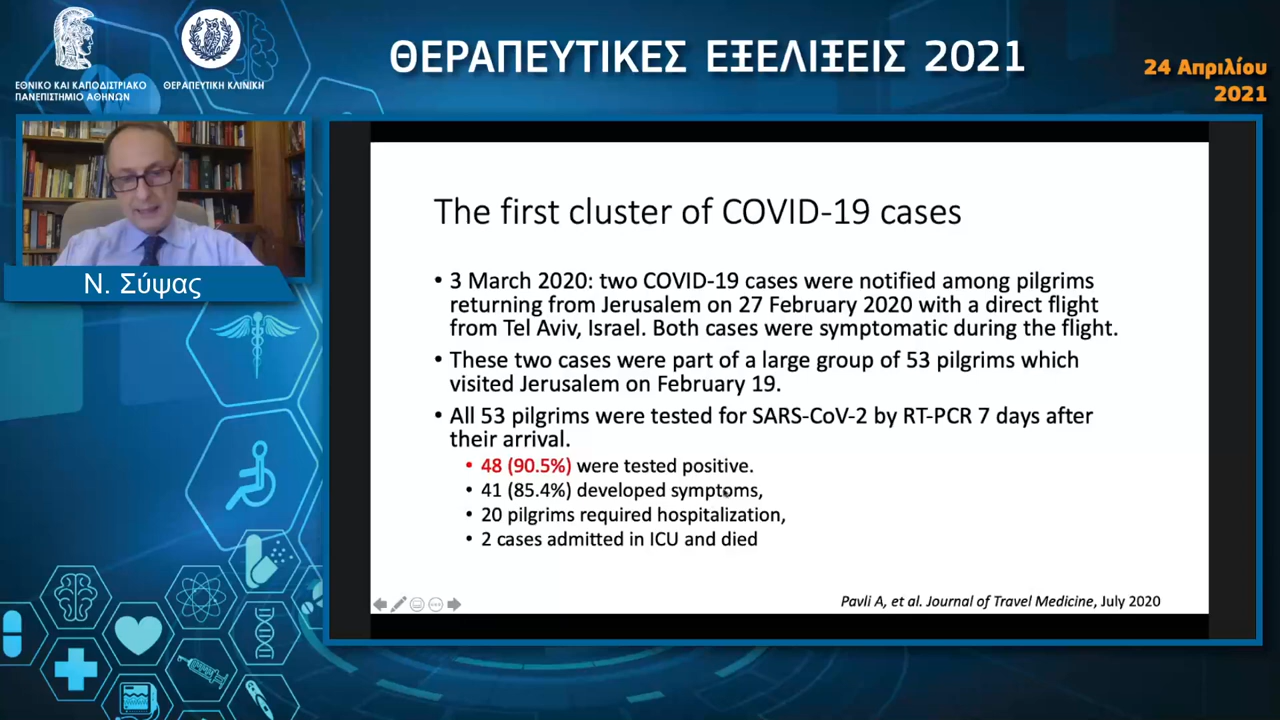 ΕΘΝΙΚΟ ΚΑΙ ΚΑΠΟΔΙΣΤΡΙΑΚΟ
ΠΑΝΕΠΙΣΤΗΜΙΟ ΑΘΗΝΩΝ
ΘΕΡΑΠΕΥΤΙΚΗ ΚΛΙΝΙΚΗ
ΘΕΡΑΠΕΥΤΙΚΕΣ ΕΞΕΛΙΞΕΙΣ 2021
24 Απριλίου
2021
Ν. Σύψας
The first cluster of COVID-19 cases
• 3 March 2020: two COVID-19 cases were notified among pilgrims
returning from Jerusalem on 27 February 2020 with a direct flight
from Tel Aviv, Israel. Both cases were symptomatic during the flight.
• These two cases were part of a large group of 53 pilgrims which
visited Jerusalem on February 19.
• All 53 pilgrims were tested for SARS-CoV-2 by RT-PCR 7 days after
their arrival.
• 48 (90.5%) were tested positive.
• 41 (85.4%) developed symptoms,
• 20 pilgrims required hospitalization,
• 2 cases admitted in ICU and died
Pavli A, et al. Journal of Travel Medicine, July 2020